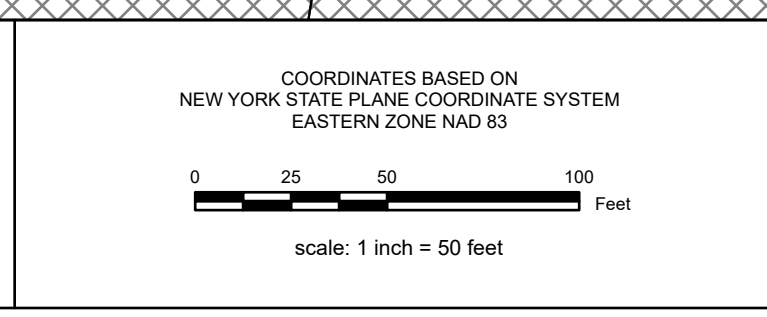 COORDINATES BASED ON
NEW YORK STATE PLANE COORDINATE SYSTEM
EASTERN ZONE NAD 83
0 25 50 100
Feet
scale: 1 inch = 50 feet